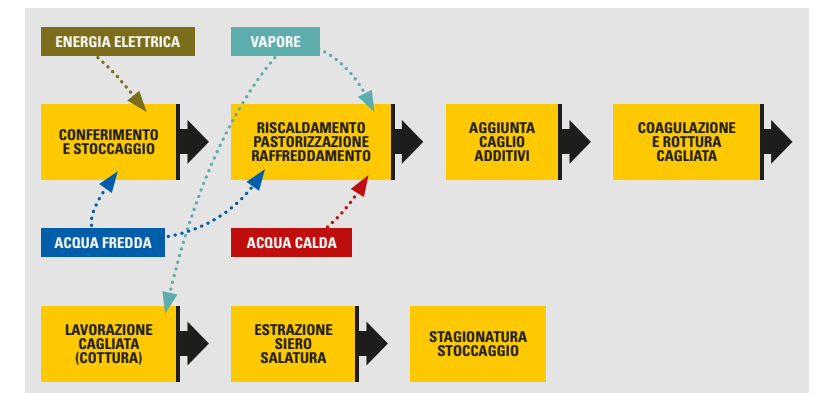 ENERGIA ELETTRICA
VAPORE
CONFERIMENTO
E STOCCAGGIO
RISCALDAMENTO
PASTORIZZAZIONE
RAFFREDDAMENTO
AGGIUNTA
CAGLIO
ADDITIVI
COAGULAZIONE
E ROTTURA
CAGLIATA
ACQUA FREDDA
ACQUA CALDA
LAVORAZIONE
CAGLIATA
(COTTURA)
ESTRAZIONE
SIERO
SALATURA
STAGIONATURA
STOCCAGGIO